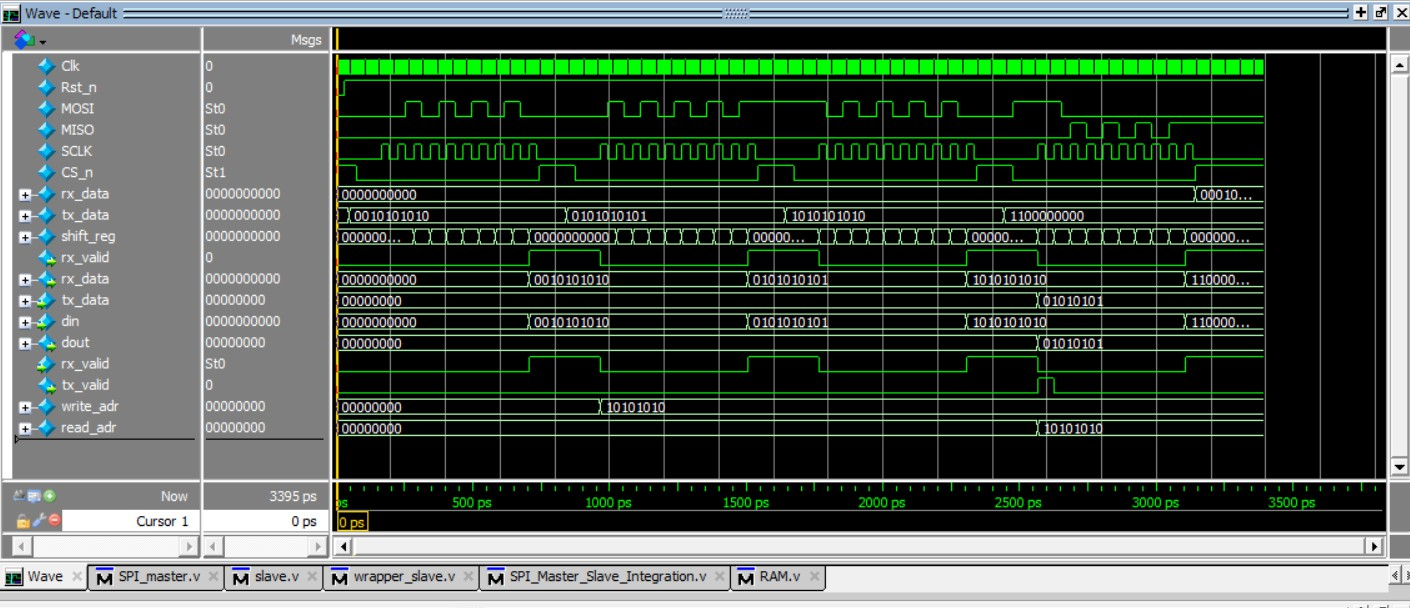 Wave - Default
Msgs
Clk 0
Rst_n 0
MOSI St0
MISO St0
SCLK St0
CS_n St1
rx_data 0000000000 0000000000 00010...
tx_data 0000000000 0010101010 0101010101 1010101010 1100000000
shift_reg 0000000000 000000... 0000000000 00000... 00000... 000000...
rx_valid 0
rx_data 0000000000 0000000000 0010101010 0101010101 1010101010 110000...
tx_data 00000000 00000000 01010101
din 0000000000 0000000000 0010101010 0101010101 1010101010 110000...
dout 00000000 00000000 01010101
rx_valid St0
tx_valid 0
write_adr 00000000 00000000 10101010
read_adr 00000000 00000000 10101010
Now 3395 ps ps 500 ps 1000 ps 1500 ps 2000 ps 2500 ps 3000 ps 3500 ps
Cursor 1 0 ps 0 ps
Wave SPI_master.v slave.v wrapper_slave.v SPI_Master_Slave_Integration.v RAM.v